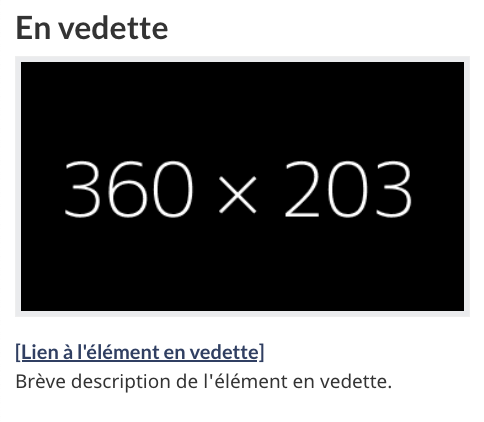 En vedette
360 × 203
[Lien à l'élément en vedette]
Brève description de l'élément en vedette.